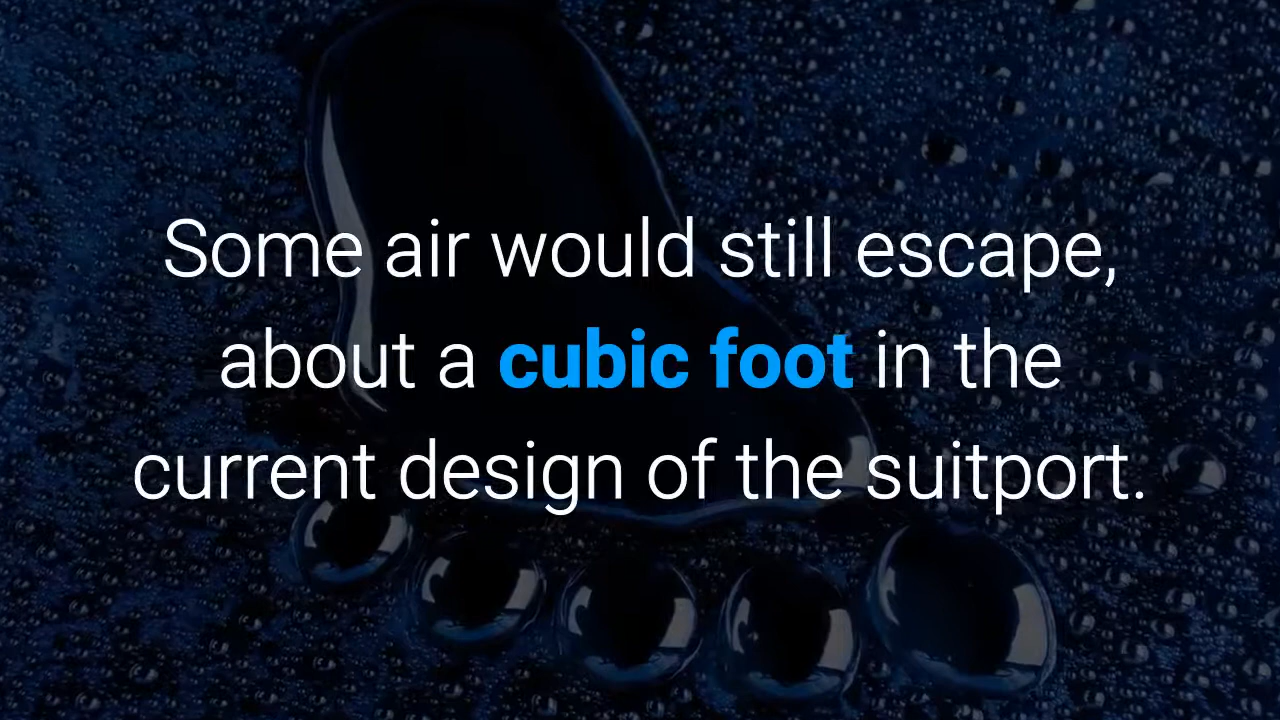 Some air would still escape,
about a cubic foot in the
current design of the suitport.